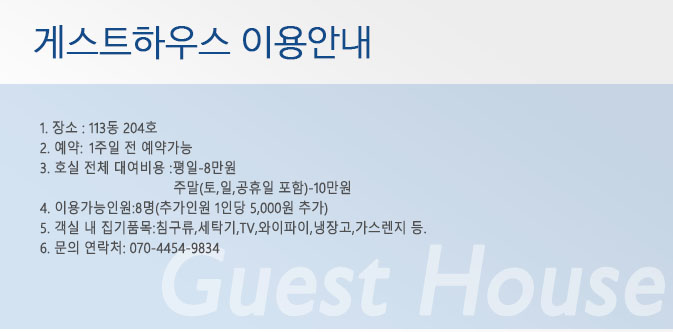 게스트하우스 이용안내
1. 장소 : 113동 204호
2. 예약: 1주일 전 예약가능
3. 호실 전체 대여비용 :평일-8만원
주말(토,일,공휴일 포함)-10만원
4. 이용가능인원:8명(추가인원 1인당 5,000원 추가)
5. 객실 내 집기품목:침구류,세탁기,TV,와이파이,냉장고,가스렌지 등.
6. 문의 연락처: 070-4454-9834
Guest House